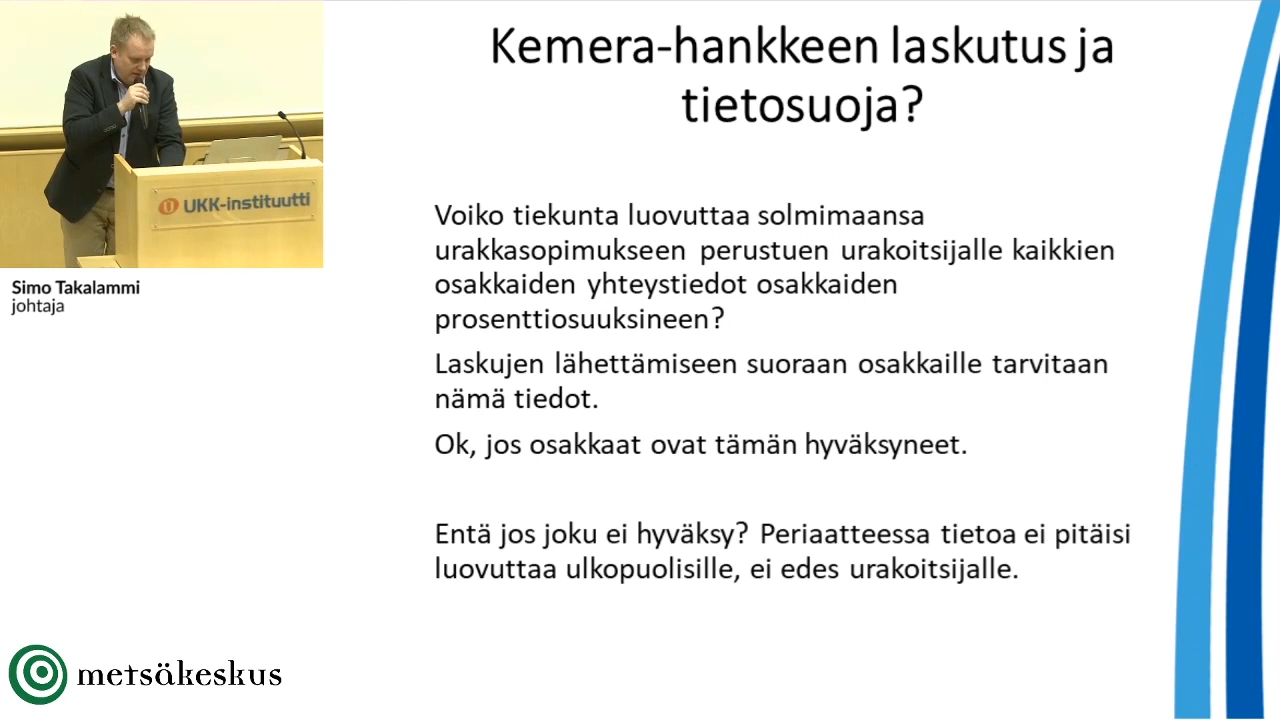 Kemera-hankkeen laskutus ja
tietosuoja?
UKK-instituutti
Simo Takalammi
johtaja
Voiko tiekunta luovuttaa solmimaansa
urakkasopimukseen perustuen urakoitsijalle kaikkien
osakkaiden yhteystiedot osakkaiden
prosenttiosuuksineen?
Laskujen lähettämiseen suoraan osakkaille tarvitaan
nämä tiedot.
Ok, jos osakkaat ovat tämän hyväksyneet.
Entä jos joku ei hyväksy? Periaatteessa tietoa ei pitäisi
luovuttaa ulkopuolisille, ei edes urakoitsijalle.
metsäkeskus